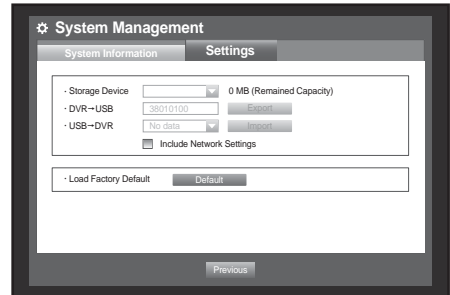 System Management
System Information Settings
· Storage Device 0 MB (Remained Capacity)
· DVR→USB 38010100 Export
· USB→DVR No data Import
Include Network Settings
· Load Factory Default Default
Previous